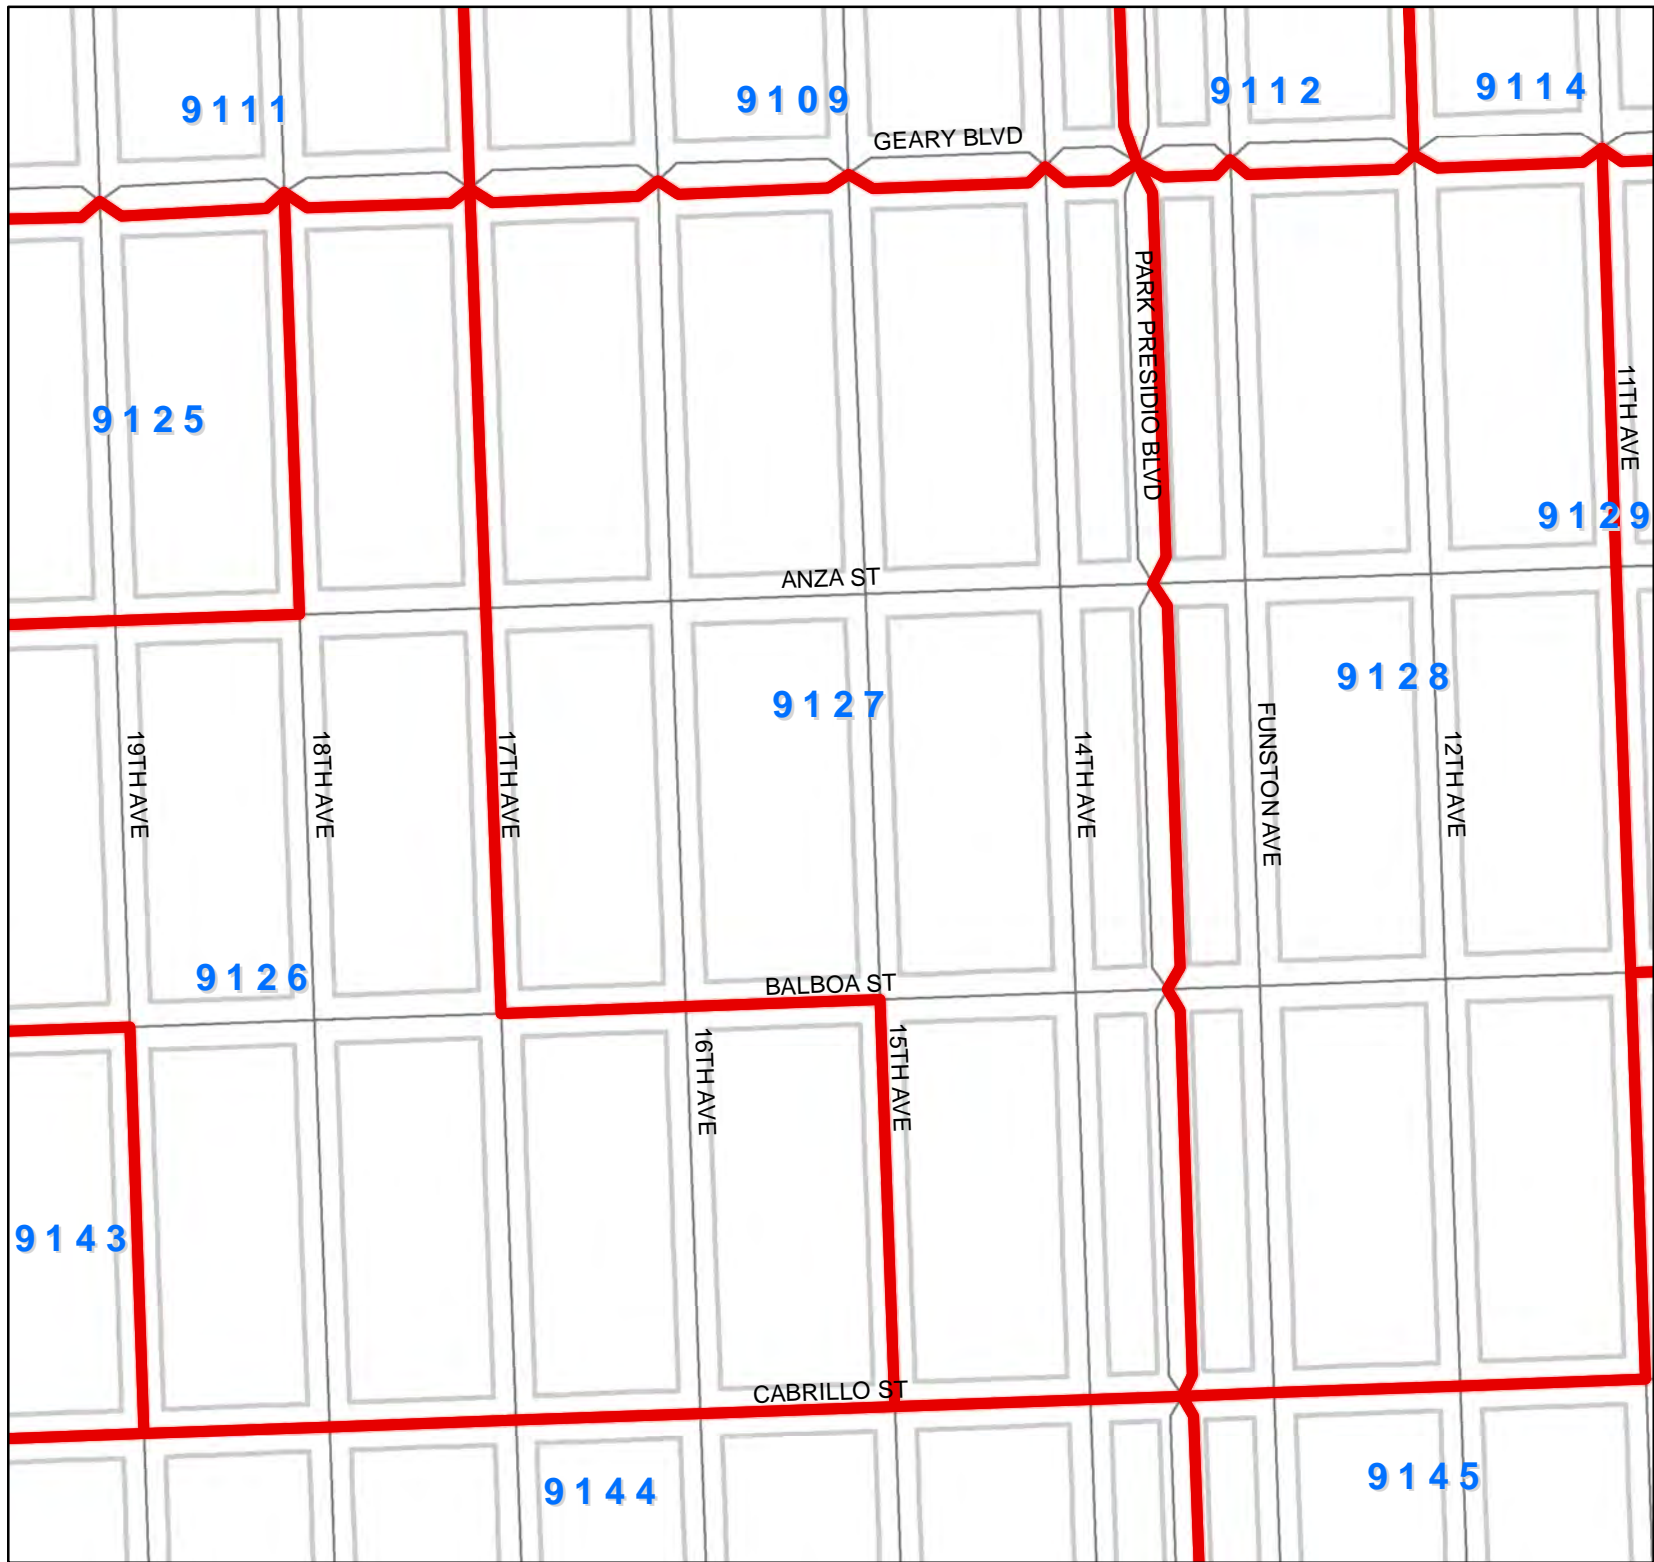 9111
9109
9112
9114
GEARY BLVD
PARK PRESIDIO BLVD
11TH AVE
9125
9129
ANZA ST
9128
9127
19TH AVE
18TH AVE
17TH AVE
14TH AVE
FUNSTON AVE
12TH AVE
9126
BALBOA ST
16TH AVE
15TH AVE
9143
CABRILLO ST
9144
9145